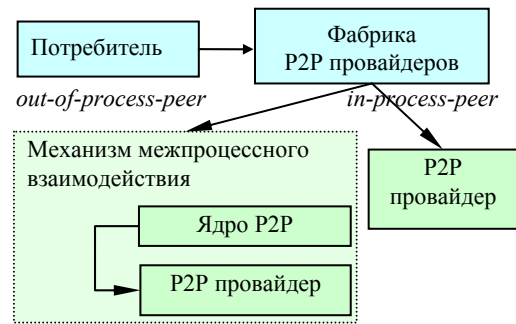 Потребитель
Фабрика
P2P провайдеров
out-of-process-peer
in-process-peer
Механизм межпроцессного
взаимодействия
P2P
провайдер
Ядро P2P
P2P провайдер